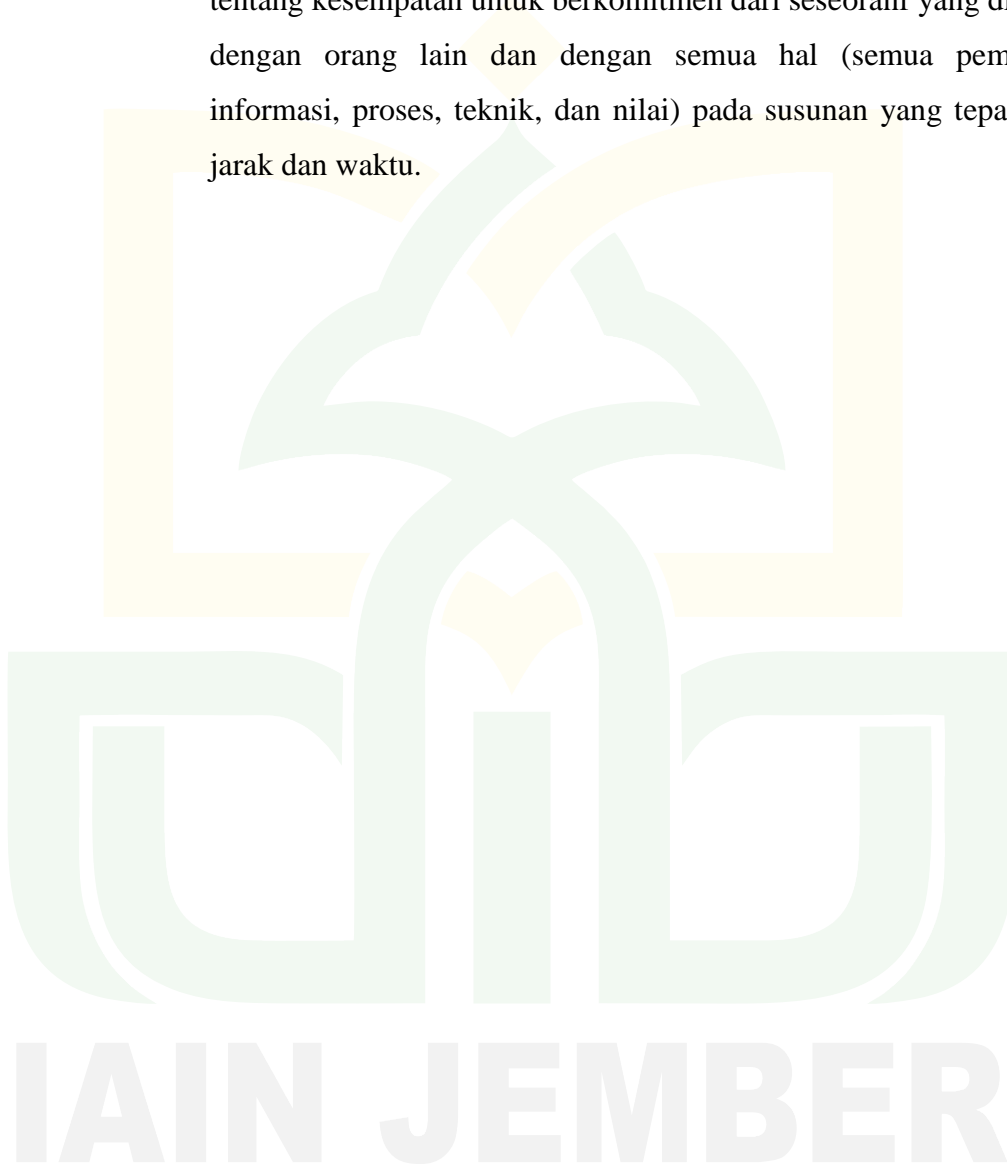 tentang kesempatan untuk berkomitmen dari seseoranf yang
dengan orang lain dan dengan semua hal (semua
informasi, proses, teknik, dan nilai) pada susunan yang
jarak dan waktu.
IAIN JEMBER